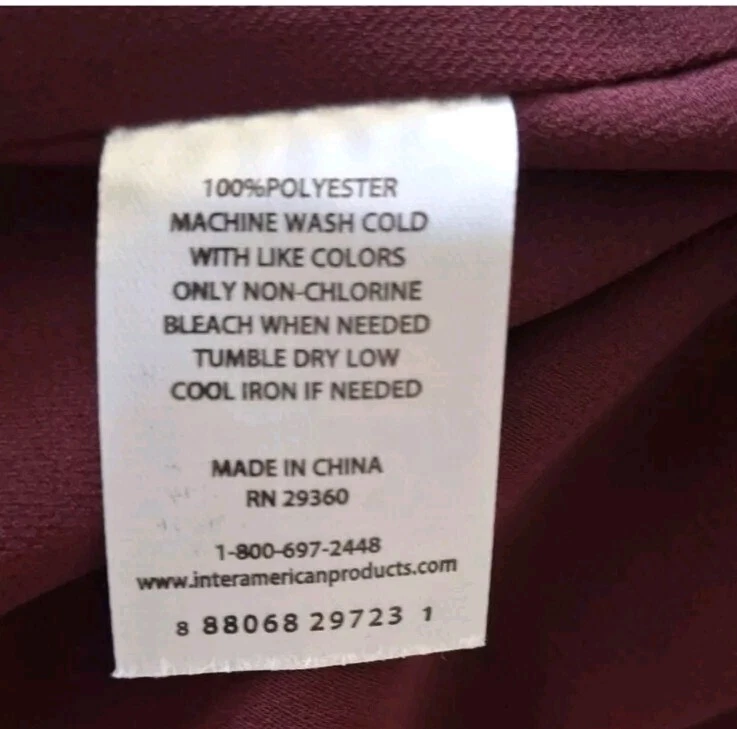 100%POLYESTER
MACHINE WASH COLD
WITH LIKE COLORS
ONLY NON-CHLORINE
BLEACH WHEN NEEDED
TUMBLE DRY LOW
COOL IRON IF NEEDED
MADE IN CHINA
RN 29360
1-800-697-2448
www.interamericanproducts.com
8 88068 29723 1